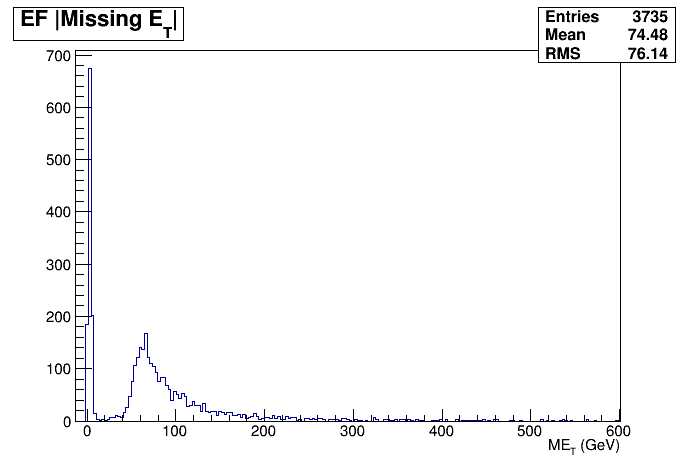 EF |Missing E_T|
Entries 3735
Mean 74.48
RMS 76.14
700
600
500
400
300
200
100
0
0 100 200 300 400 500 600
ME_T (GeV)